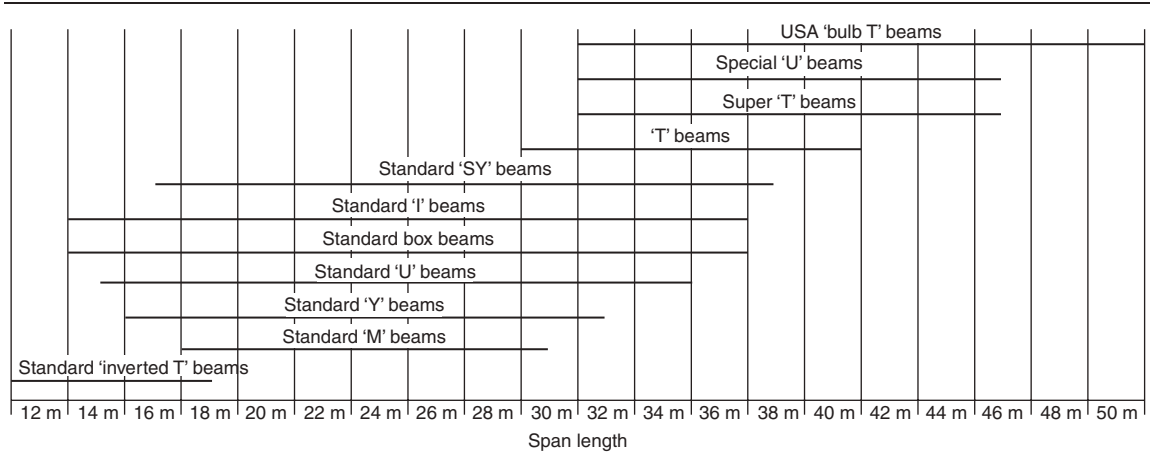 USA ‘bulb T’ beams
Special ‘U’ beams
Super ‘T’ beams
‘T’ beams
Standard ‘SY’ beams
Standard ‘I’ beams
Standard box beams
Standard ‘U’ beams
Standard ‘Y’ beams
Standard ‘M’ beams
Standard ‘inverted T’ beams
12 m 14 m 16 m 18 m 20 m 22 m 24 m 26 m 28 m 30 m 32 m 34 m 36 m 38 m 40 m 42 m 44 m 46 m 48 m 50 m
Span length